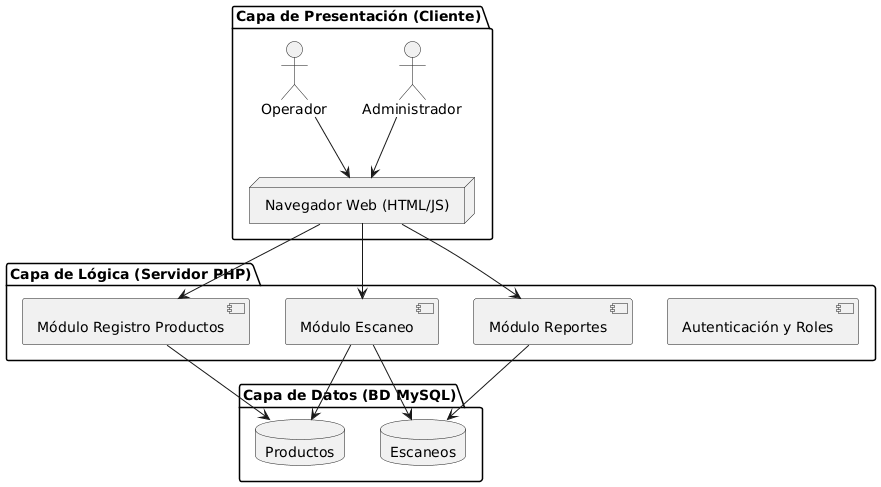 Capa de Presentación (Cliente)
Operador
Administrador
Navegador Web (HTML/JS)
Capa de Lógica (Servidor PHP)
Módulo Registro Productos
Módulo Escaneo
Módulo Reportes
Autenticación y Roles
Capa de Datos (BD MySQL)
Productos
Escaneos